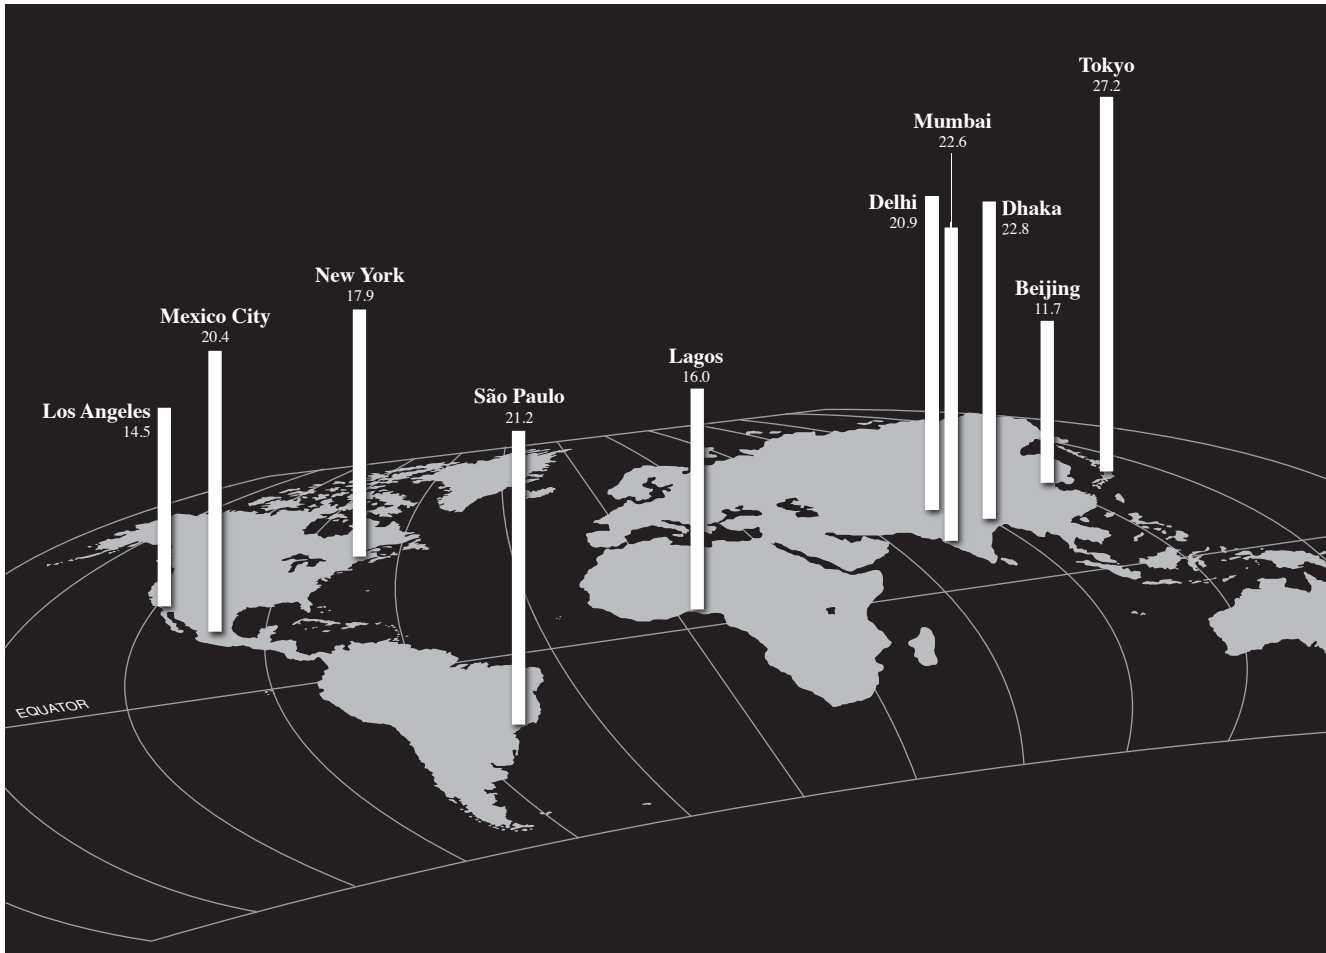 Tokyo
27.2
Mumbai
22.6
Delhi
20.9
Dhaka
22.8
New York
17.9
Beijing
11.7
Mexico City
20.4
Lagos
16.0
São Paulo
21.2
Los Angeles
14.5
EQUATOR